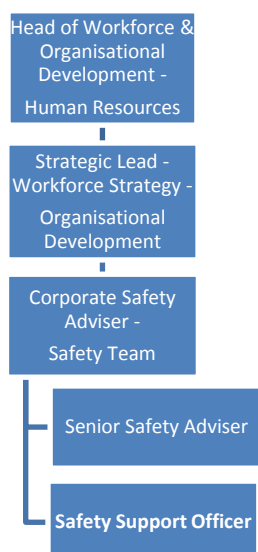 Head of Workforce &
Organisational
Development -
Human Resources
Strategic Lead -
Workforce Strategy -
Organisational
Development
Corporate Safety
Adviser -
Safety Team
Senior Safety Adviser
Safety Support Officer